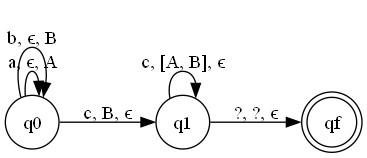 b, ϵ, B
a, ϵ, A
c, [A, B], ϵ
q0
c, B, ϵ
q1
?, ?, ϵ
qf